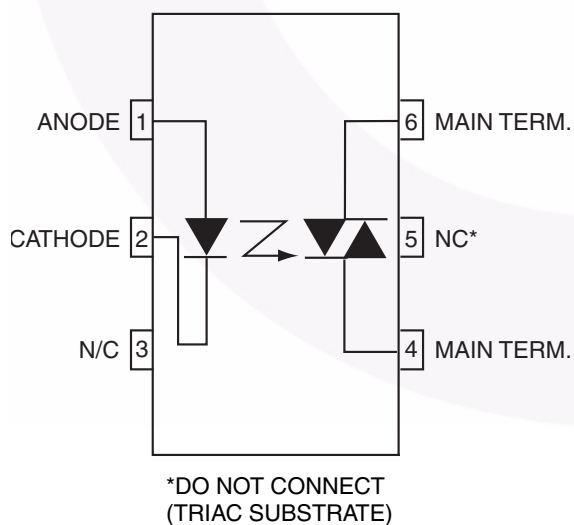 ANODE 1
6 MAIN TERM.
CATHODE 2
5 NC*
N/C 3
4 MAIN TERM.
*DO NOT CONNECT
(TRIAC SUBSTRATE)